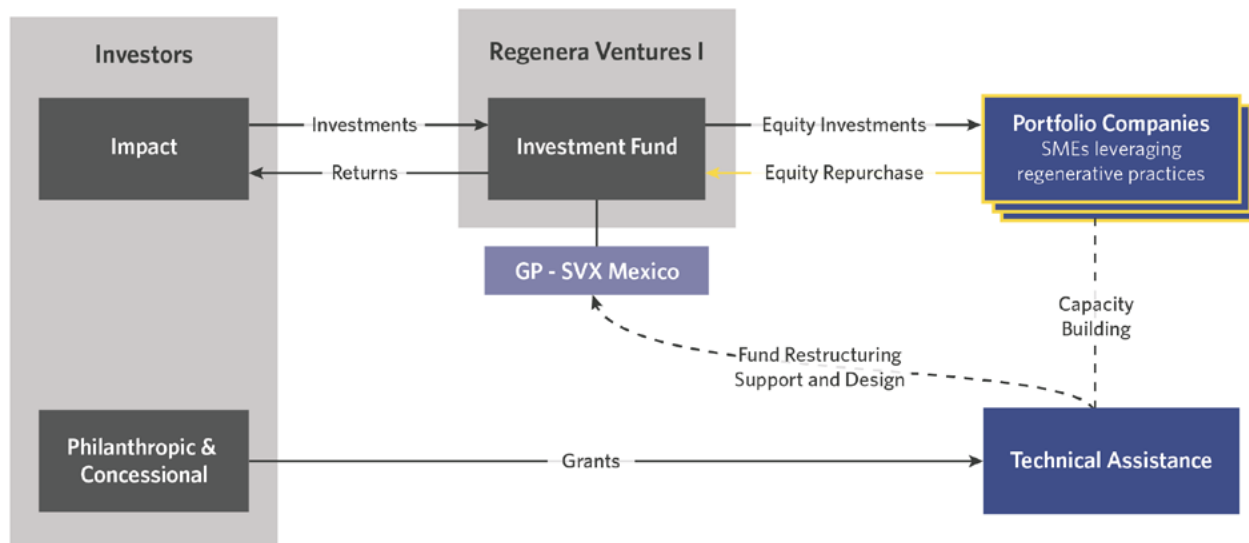 Investors
Regenera Ventures I
Impact
Investments
Returns
Investment Fund
Equity Investments
Equity Repurchase
Portfolio Companies
SMEs leveraging
regenerative practices
GP - SVX Mexico
Capacity
Building
Fund Restructuring
Support and Design
Philanthropic &
Concessional
Grants
Technical Assistance